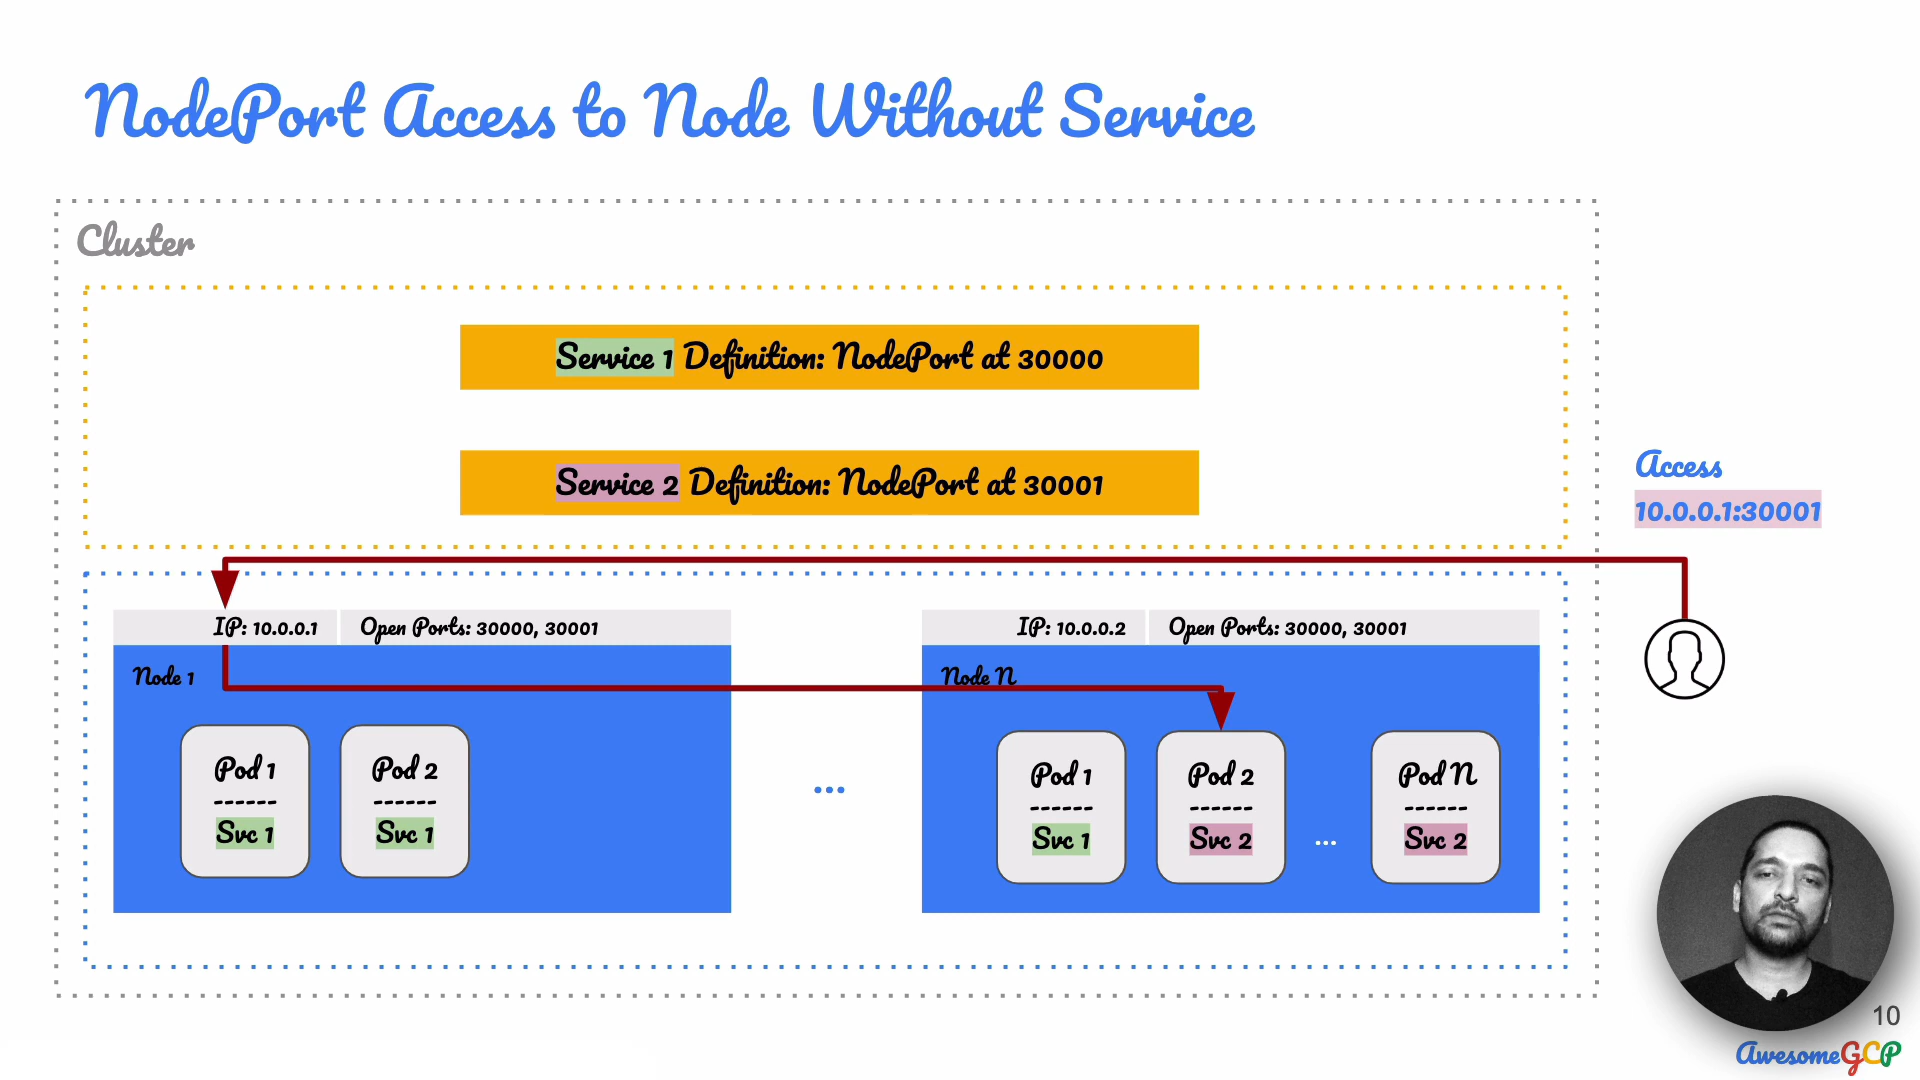 NodePort Access to Node Without Service
Cluster
Service 1 Definition: NodePort at 30000
Service 2 Definition: NodePort at 30001
Access
10.0.0.1:30001
IP: 10.0.0.1
Open Ports: 30000, 30001
Node 1
Pod 1
------
Svc 1
Pod 2
------
Svc 1
...
IP: 10.0.0.2
Open Ports: 30000, 30001
Node N
Pod 1
------
Svc 1
Pod 2
------
Svc 2
...
Pod N
------
Svc 2
10
AwesomeGCP